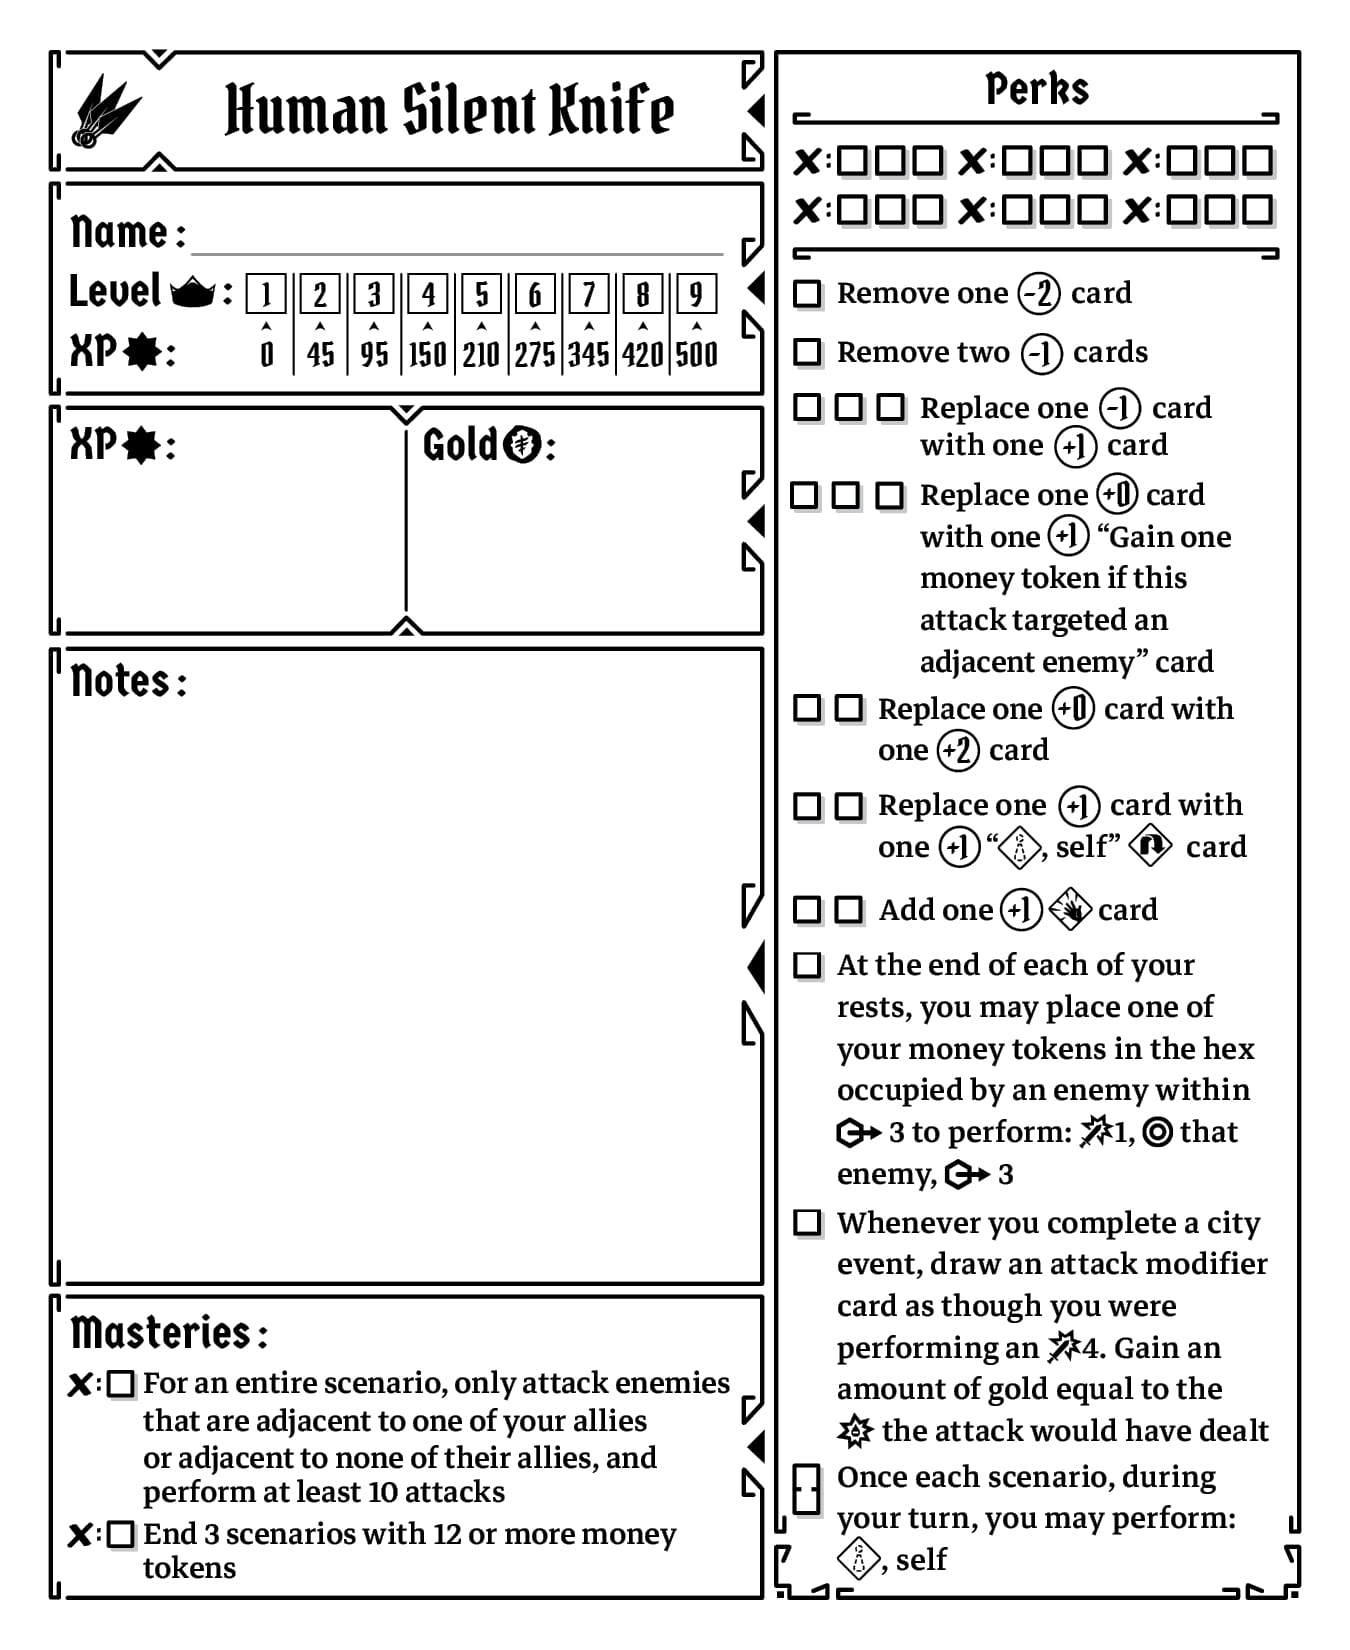 Human Silent Knife
Name:
Level :
1 2 3 4 5 6 7 8 9
XP :
0 45 95 150 210 275 345 420 500
XP :
Gold :
Notes:
Masteries:
For an entire scenario, only attack enemies
that are adjacent to one of your allies
or adjacent to none of their allies, and
perform at least 10 attacks
End 3 scenarios with 12 or more money
tokens
Perks
Remove one -2 card
Remove two -1 cards
Replace one -1 card
with one +1 card
Replace one +0 card
with one +1 “Gain one
money token if this
attack targeted an
adjacent enemy” card
Replace one +0 card with
one +2 card
Replace one +1 card with
one +1 “ , self” card
Add one +1 card
At the end of each of your
rests, you may place one of
your money tokens in the hex
occupied by an enemy within
3 to perform: 1, that
enemy, 3
Whenever you complete a city
event, draw an attack modifier
card as though you were
performing an 4. Gain an
amount of gold equal to the
the attack would have dealt
Once each scenario, during
your turn, you may perform:
, self